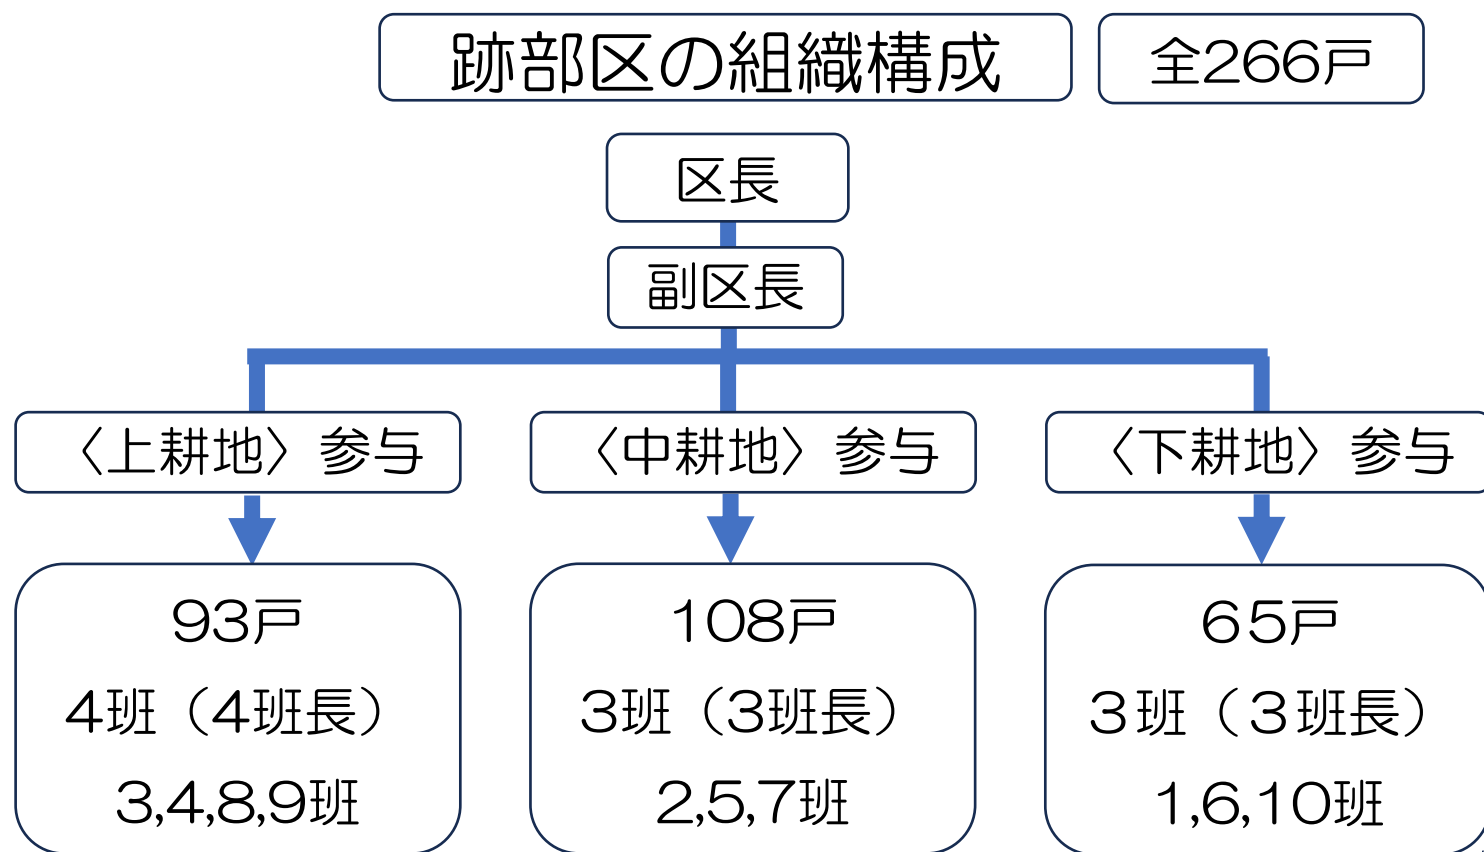 跡部区の組織構成
全266戸
区長
副区長
〈上耕地〉参与
〈中耕地〉参与
〈下耕地〉参与
93戸
4班（4班長）
3,4,8,9班
108戸
3班（3班長）
2,5,7班
65戸
3班（3班長）
1,6,10班